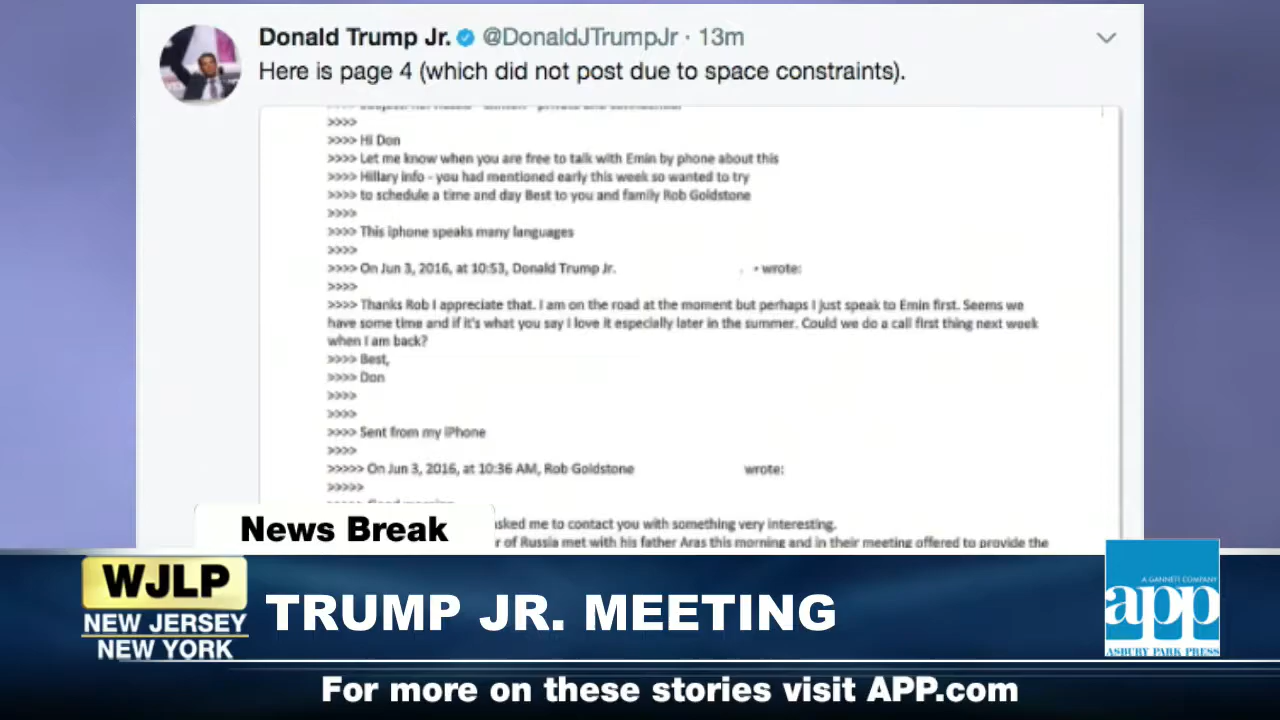 Donald Trump Jr. @DonaldJTrumpJr · 13m
Here is page 4 (which did not post due to space constraints).
>>>>
>>>> Hi Don
>>>> Let me know when you are free to talk with Emin by phone about this
>>>> Hillary info - you had mentioned early this week so wanted to try
>>>> to schedule a time and day Best to you and family Rob Goldstone
>>>>
>>>> This iphone speaks many languages
>>>>
>>>> On Jun 3, 2016, at 10:53, Donald Trump Jr. wrote:
>>>>
>>>> Thanks Rob I appreciate that. I am on the road at the moment but perhaps I just speak to Emin first. Seems we
have some time and if it's what you say I love it especially later in the summer. Could we do a call first thing next week
when I am back?
>>>> Best,
>>>> Don
>>>>
>>>>
>>>> Sent from my iPhone
>>>>
>>>>> On Jun 3, 2016, at 10:36 AM, Rob Goldstone wrote:
>>>>>
asked me to contact you with something very interesting.
r of Russia met with his father Aras this morning and in their meeting offered to provide the
News Break
WJLP
NEW JERSEY
NEW YORK
TRUMP JR. MEETING
A GANNETT COMPANY
app
ASBURY PARK PRESS
For more on these stories visit APP.com